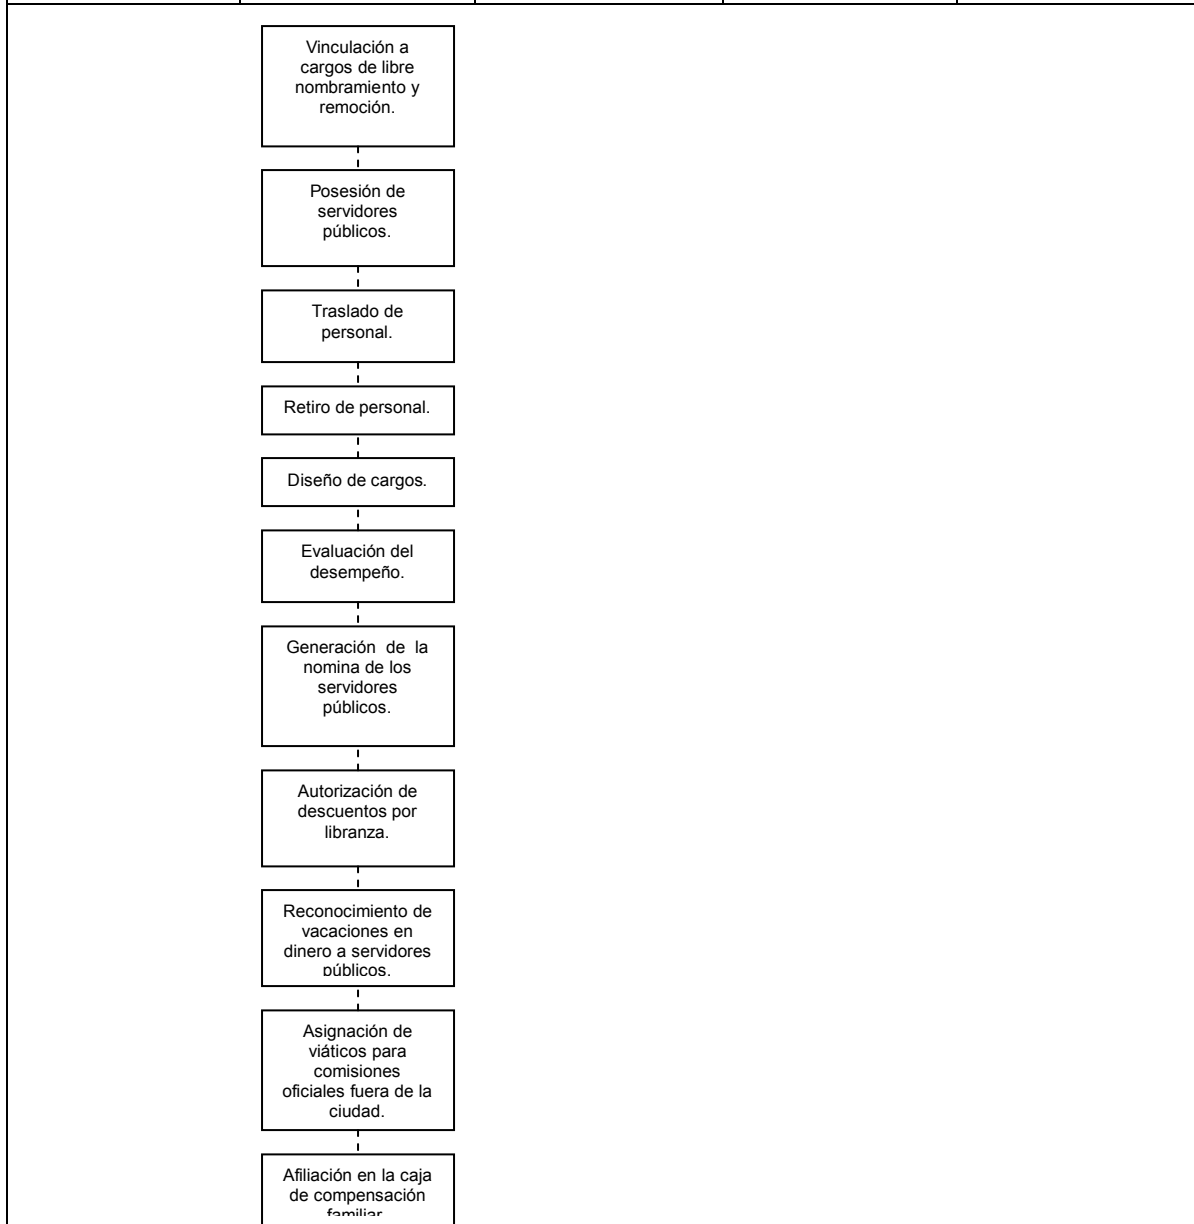 Vinculación a
cargos de libre
nombramiento y
remoción.
Posesión de
servidores
públicos.
Traslado de
personal.
Retiro de personal.
Diseño de cargos.
Evaluación del
desempeño.
Generación de la
nomina de los
servidores
públicos.
Autorización de
descuentos por
libranza.
Reconocimiento de
vacaciones en
dinero a servidores
públicos.
Asignación de
viáticos para
comisiones
oficiales fuera de la
ciudad.
Afiliación en la caja
de compensación
familiar